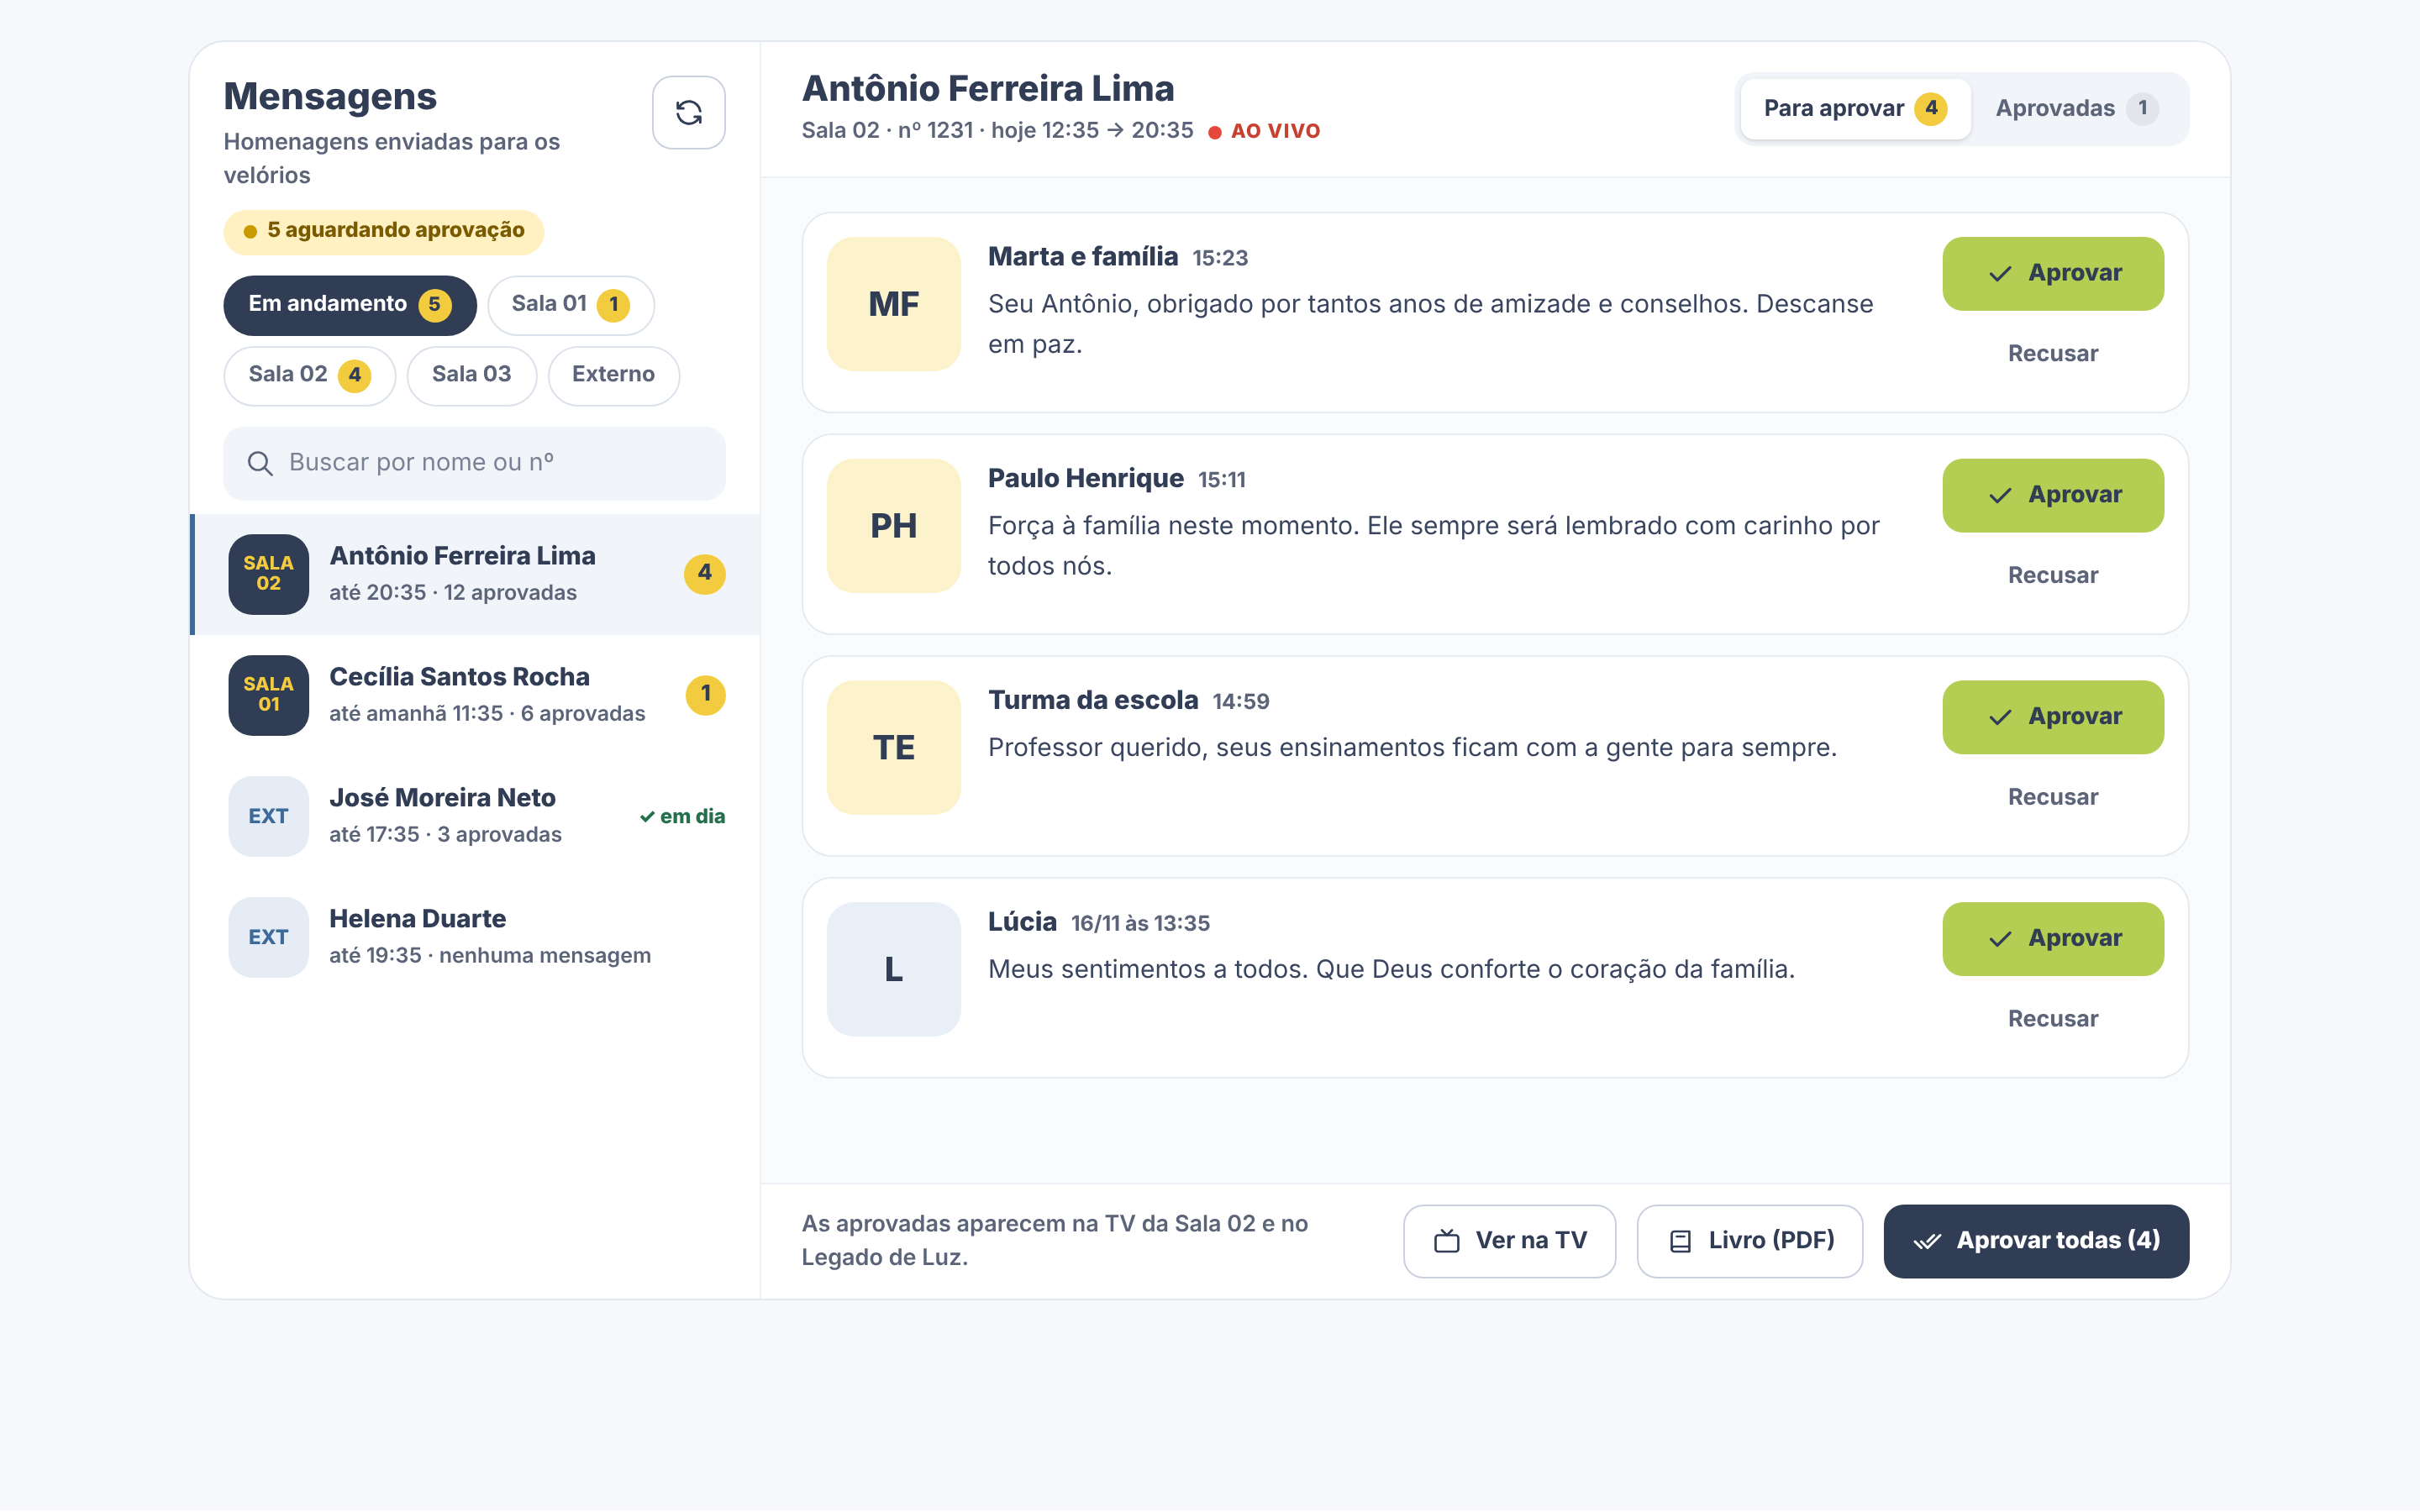 Mensagens
Homenagens enviadas para os
velórios
5 aguardando aprovação
Em andamento 5
Sala 01 1
Sala 02 4
Sala 03
Externo
Buscar por nome ou nº
SALA
02
Antônio Ferreira Lima
até 20:35 · 12 aprovadas
4
SALA
01
Cecília Santos Rocha
até amanhã 11:35 · 6 aprovadas
1
EXT
José Moreira Neto
até 17:35 · 3 aprovadas
em dia
EXT
Helena Duarte
até 19:35 · nenhuma mensagem
Antônio Ferreira Lima
Sala 02 · nº 1231 · hoje 12:35 → 20:35 AO VIVO
Para aprovar 4
Aprovadas 1
MF
Marta e família 15:23
Seu Antônio, obrigado por tantos anos de amizade e conselhos. Descanse
em paz.
Aprovar
Recusar
PH
Paulo Henrique 15:11
Força à família neste momento. Ele sempre será lembrado com carinho por
todos nós.
Aprovar
Recusar
TE
Turma da escola 14:59
Professor querido, seus ensinamentos ficam com a gente para sempre.
Aprovar
Recusar
L
Lúcia 16/11 às 13:35
Meus sentimentos a todos. Que Deus conforte o coração da família.
Aprovar
Recusar
As aprovadas aparecem na TV da Sala 02 e no
Legado de Luz.
Ver na TV
Livro (PDF)
Aprovar todas (4)